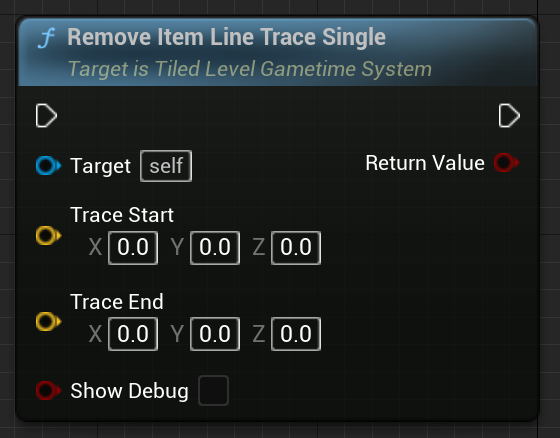 f Remove Item Line Trace Single
Target is Tiled Level Gametime System
Target self
Return Value
Trace Start
X 0.0 Y 0.0 Z 0.0
Trace End
X 0.0 Y 0.0 Z 0.0
Show Debug